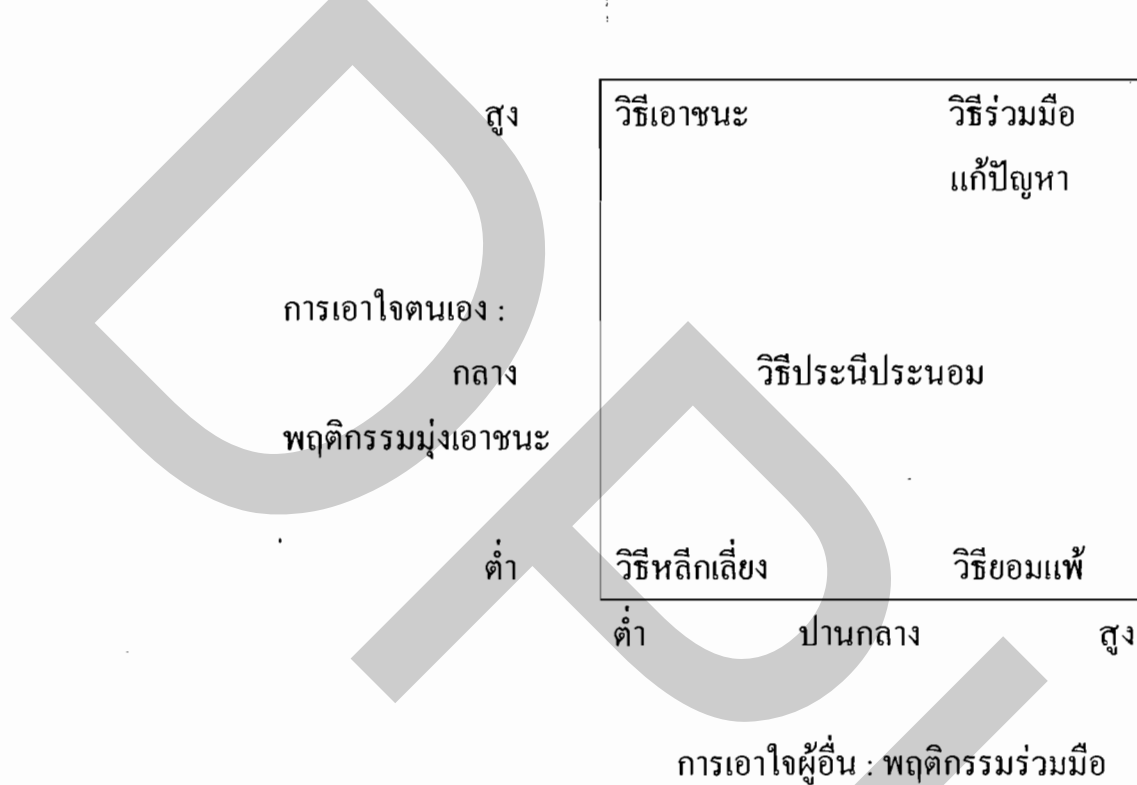 สูง วิธีเอาชนะ วิธีร่วมมือ
แก้ปัญหา
การเอาใจตนเอง :
กลาง วิธีประนีประนอม
พฤติกรรมมุ่งเอาชนะ
ต่ำ วิธีหลีกเลี่ยง วิธียอมแพ้
ต่ำ ปานกลาง สูง
การเอาใจผู้อื่น : พฤติกรรมร่วมมือ